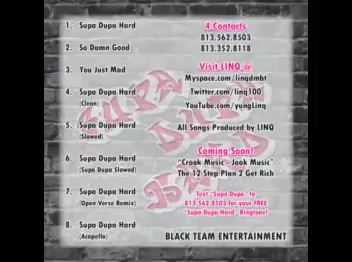 1. Supa Dupa Hard
2. So Damn Good
3. You Just Mad
4. Supa Dupa Hard
(Clean)
5. Supa Dupa Hard
(Slowed)
6. Supa Dupa Hard
(Supa Dupa Slowed)
7. Supa Dupa Hard
(Open Verse Remix)
8. Supa Dupa Hard
(Acapella)
4 Contacts
813.562.8503
813.352.8118
Visit LINQ @
Myspace.com/linqdmbt
Twitter.com/linq100
YouTube.com/yungLinq
All Songs Produced by LINQ
Coming Soon!
"Crook Music- Jook Music"
The 12 Step Plan 2 Get Rich
Text "Supa Dupa" to
813.562.8503 for your FREE
"Supa Dupa Hard" Ringtone!
BLACK TEAM ENTERTAINMENT
SUPA
DUPA
HARD